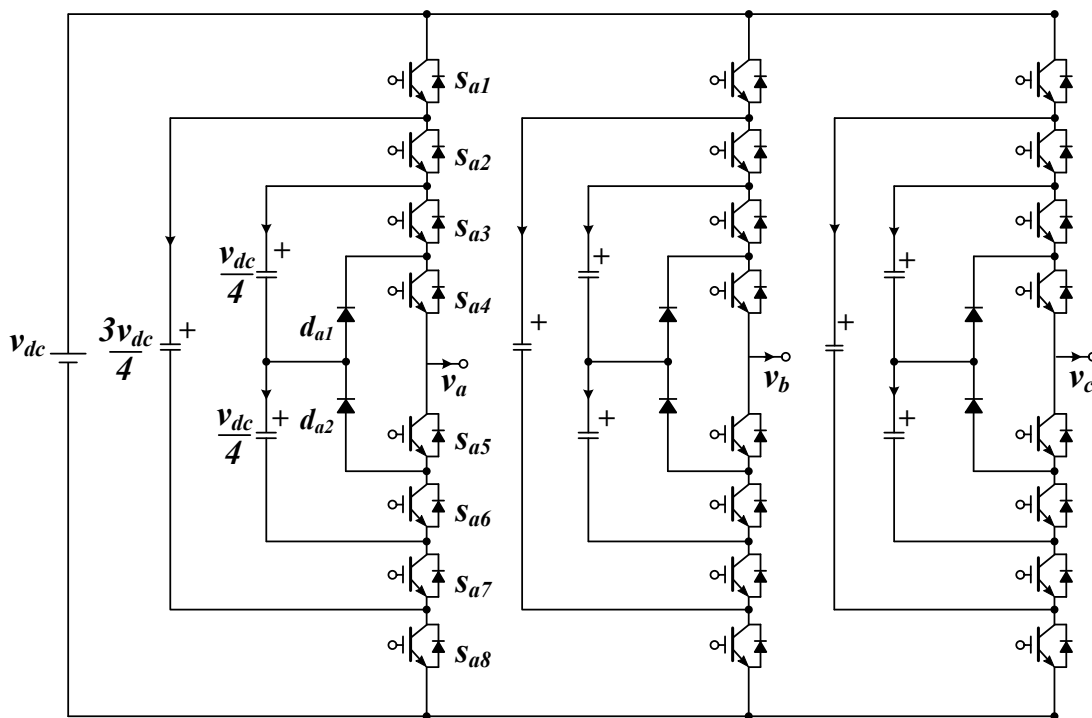 s_a1
s_a2
s_a3
v_dc/4
+
s_a4
+
+
d_a1
v_dc
3v_dc/4
+
+
+
v_a
v_b
v_c
v_dc/4
+
d_a2
+
+
s_a5
s_a6
s_a7
s_a8